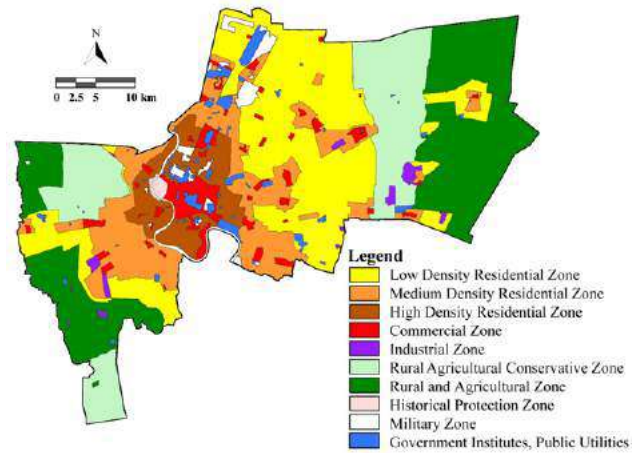 N
0 2.5 5 10 km
Legend
Low Density Residential Zone
Medium Density Residential Zone
High Density Residential Zone
Commercial Zone
Industrial Zone
Rural Agricultural Conservative Zone
Rural and Agricultural Zone
Historical Protection Zone
Military Zone
Government Institutes, Public Utilities